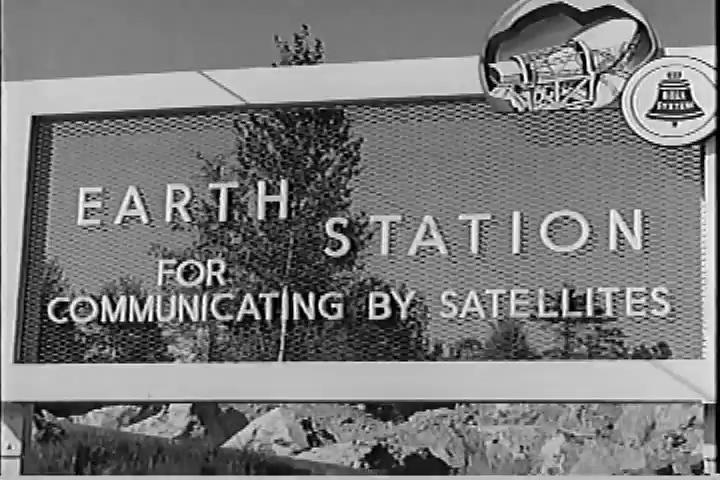 BELL
SYSTEM
EARTH STATION
FOR
COMMUNICATING BY SATELLITES